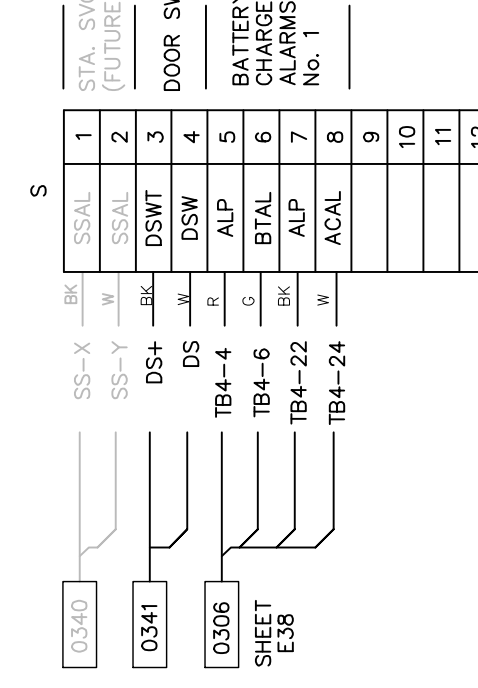 STA. SVC
(FUTURE
DOOR SW
BATTERY
CHARGE
ALARMS
No. 1
S
1
2
3
4
5
6
7
8
9
10
11
12
SSAL
SSAL
DSWT
DSW
ALP
BTAL
ALP
ACAL
BK
W
BK
W
R
G
BK
W
SS-X
SS-Y
DS+
DS
TB4-4
TB4-6
TB4-22
TB4-24
0340
0341
0306
SHEET
E38